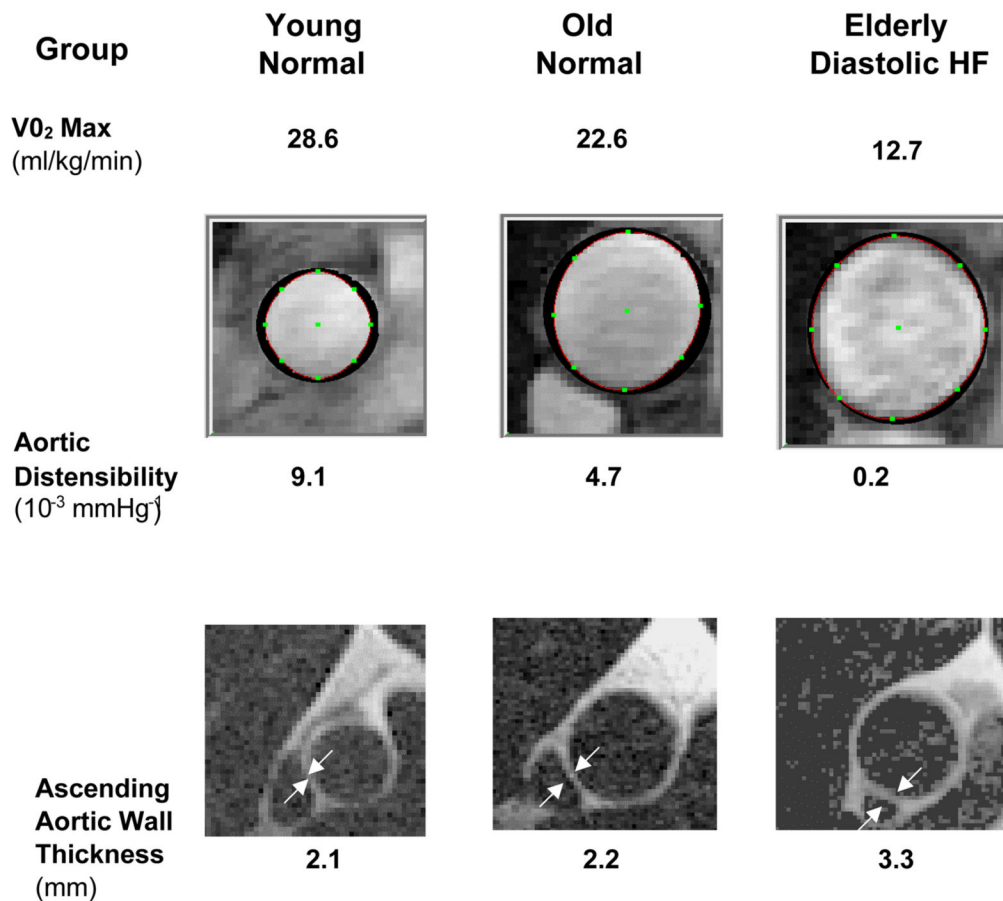 Group
Young
Normal
Old
Normal
Elderly
Diastolic HF
V0₂ Max
(ml/kg/min)
28.6
22.6
12.7
Aortic
Distensibility
(10⁻³ mmHg⁻¹)
9.1
4.7
0.2
Ascending
Aortic Wall
Thickness
(mm)
2.1
2.2
3.3